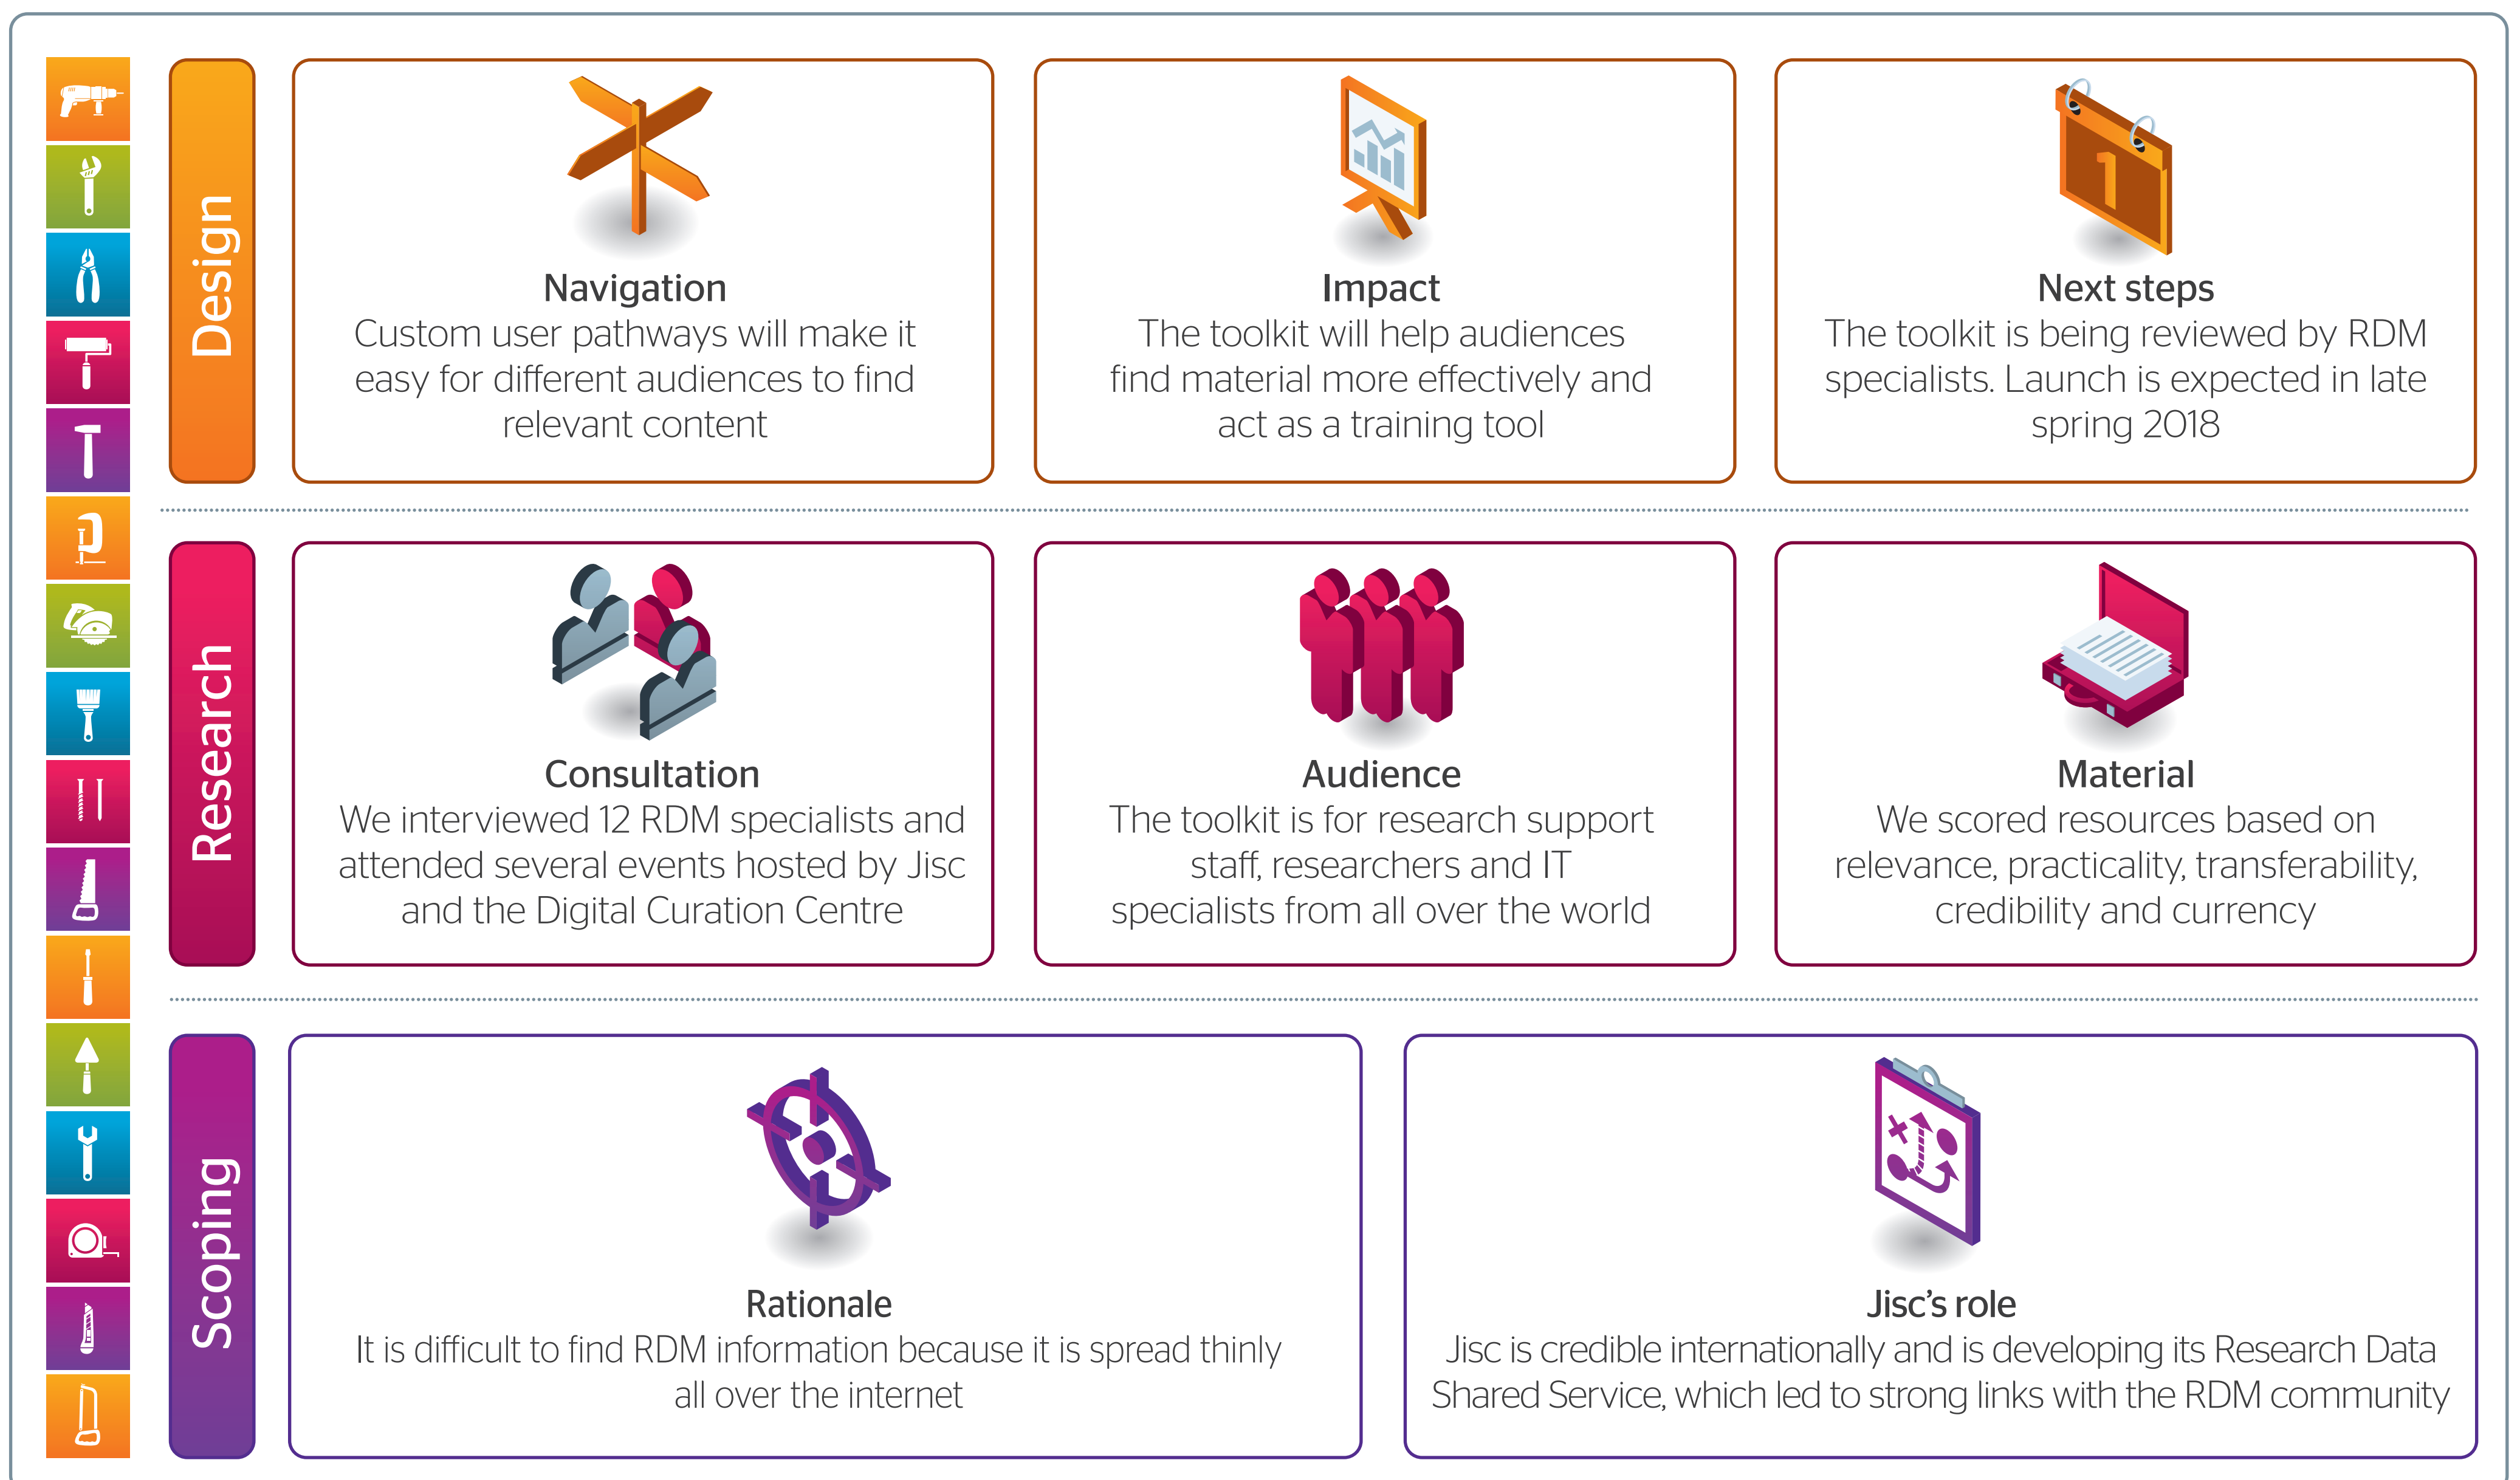 Design
Navigation
Custom user pathways will make it
easy for different audiences to find
relevant content
Impact
The toolkit will help audiences
find material more effectively and
act as a training tool
1
Next steps
The toolkit is being reviewed by RDM
specialists. Launch is expected in late
spring 2018
Research
Consultation
We interviewed 12 RDM specialists and
attended several events hosted by Jisc
and the Digital Curation Centre
Audience
The toolkit is for research support
staff, researchers and IT
specialists from all over the world
Material
We scored resources based on
relevance, practicality, transferability,
credibility and currency
Scoping
Rationale
It is difficult to find RDM information because it is spread thinly
all over the internet
Jisc’s role
Jisc is credible internationally and is developing its Research Data
Shared Service, which led to strong links with the RDM community